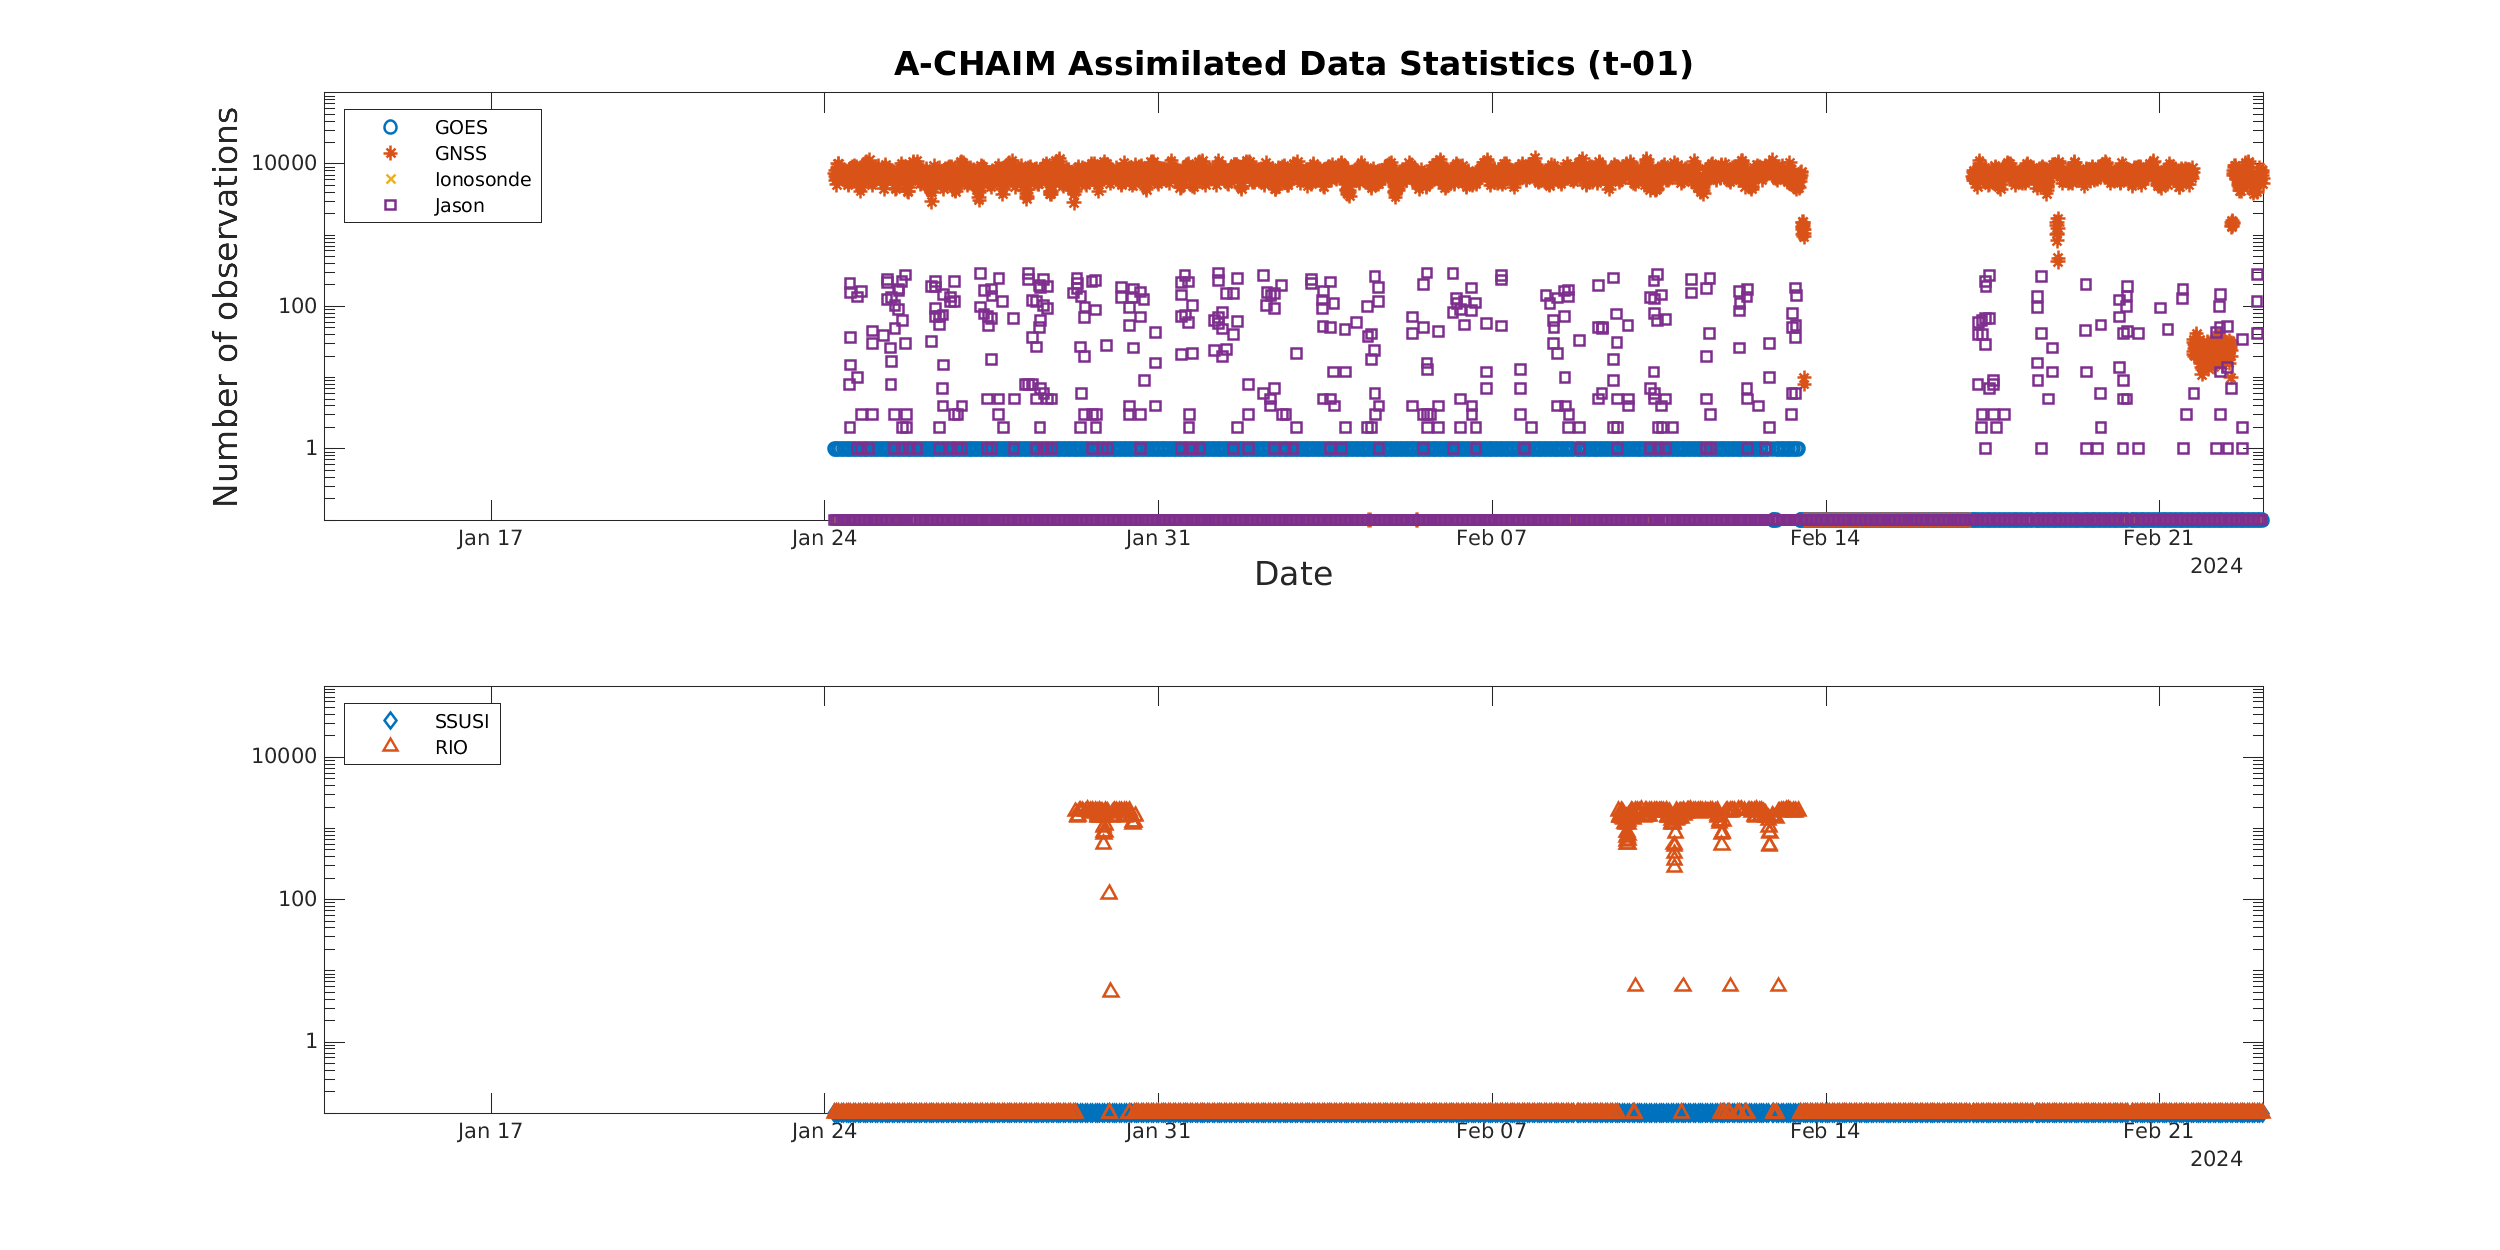 A-CHAIM Assimilated Data Statistics (t-01)
Number of observations
10000
100
1
GOES
GNSS
Ionosonde
Jason
Jan 17
Jan 24
Jan 31
Feb 07
Feb 14
Feb 21
2024
Date
10000
100
1
SSUSI
RIO
Jan 17
Jan 24
Jan 31
Feb 07
Feb 14
Feb 21
2024